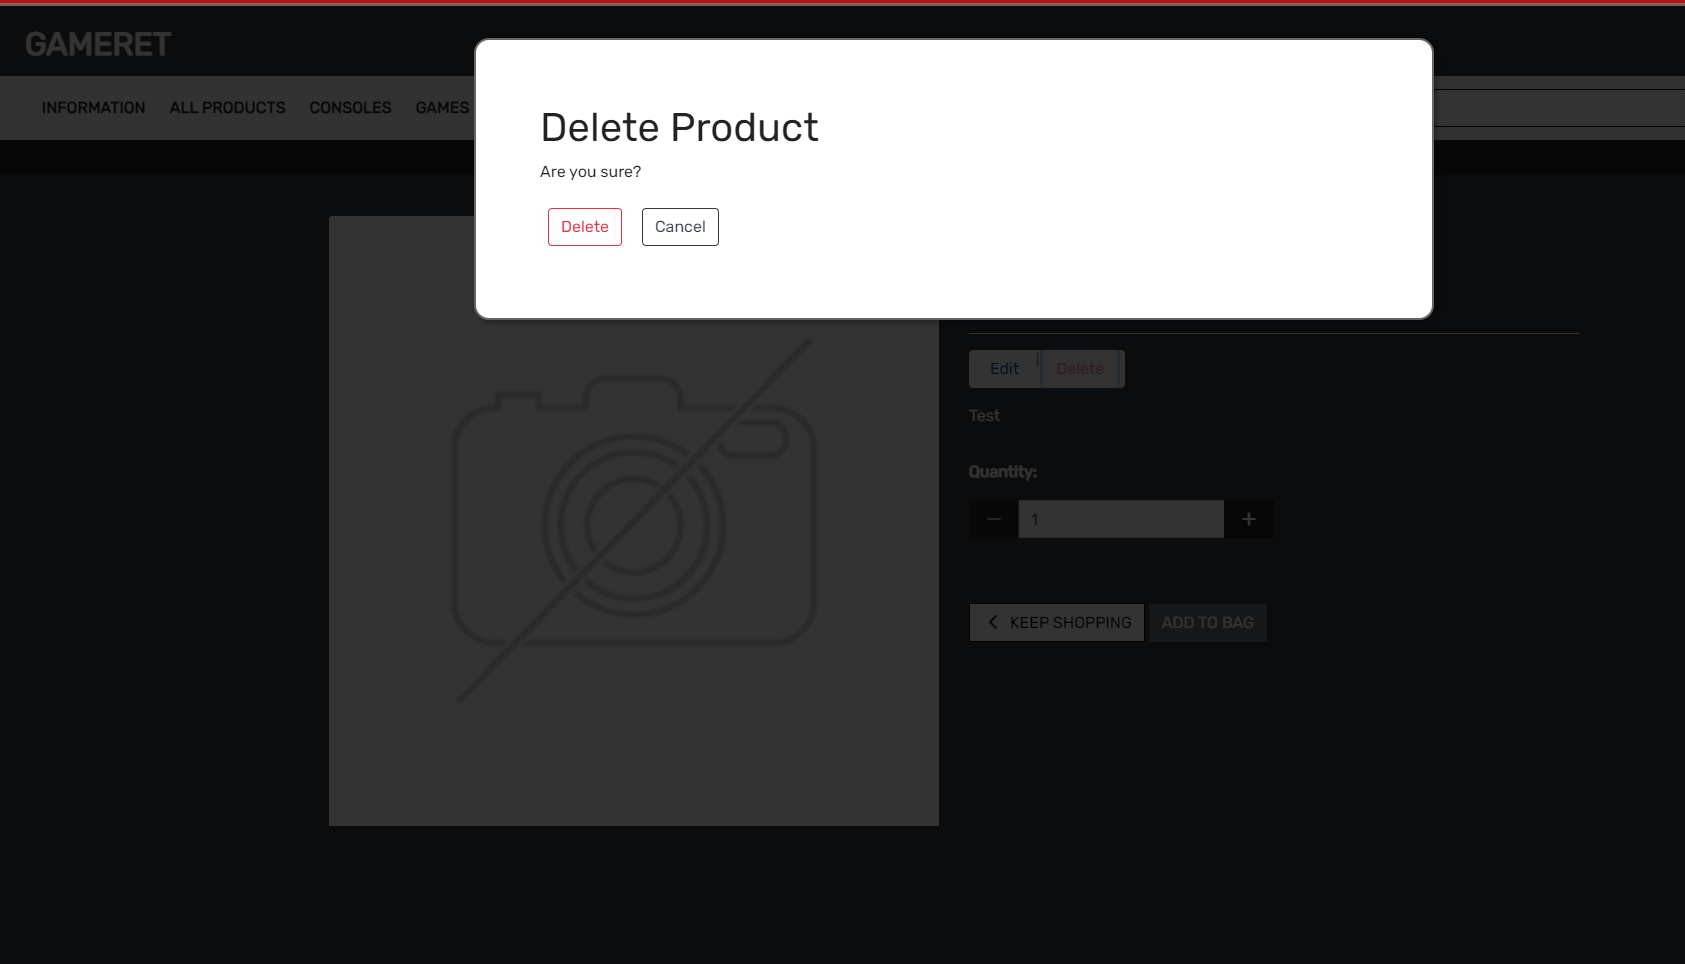 GAMERET
INFORMATION ALL PRODUCTS CONSOLES GAMES
Delete Product
Are you sure?
Delete Cancel
Edit | Delete
Test
Quantity:
1
KEEP SHOPPING ADD TO BAG